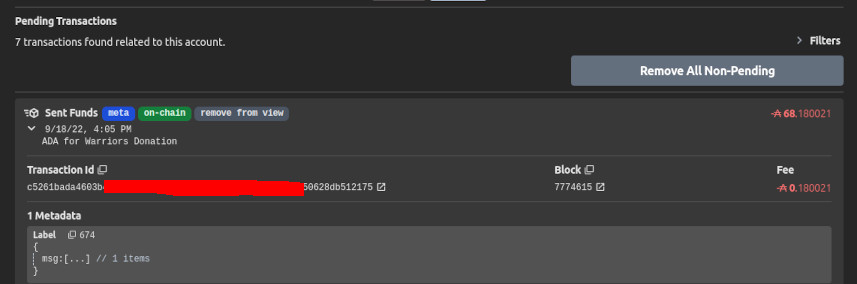 Pending Transactions
7 transactions found related to this account.
Filters
Remove All Non-Pending
Sent Funds meta on-chain remove from view -₳ 68.180021
9/18/22, 4:05 PM
ADA for Warriors Donation
Transaction Id Block Fee
c5261bada4603b 50628db512175 7774615 -₳ 0.180021
1 Metadata
Label 674
{
msg:[...] // 1 items
}